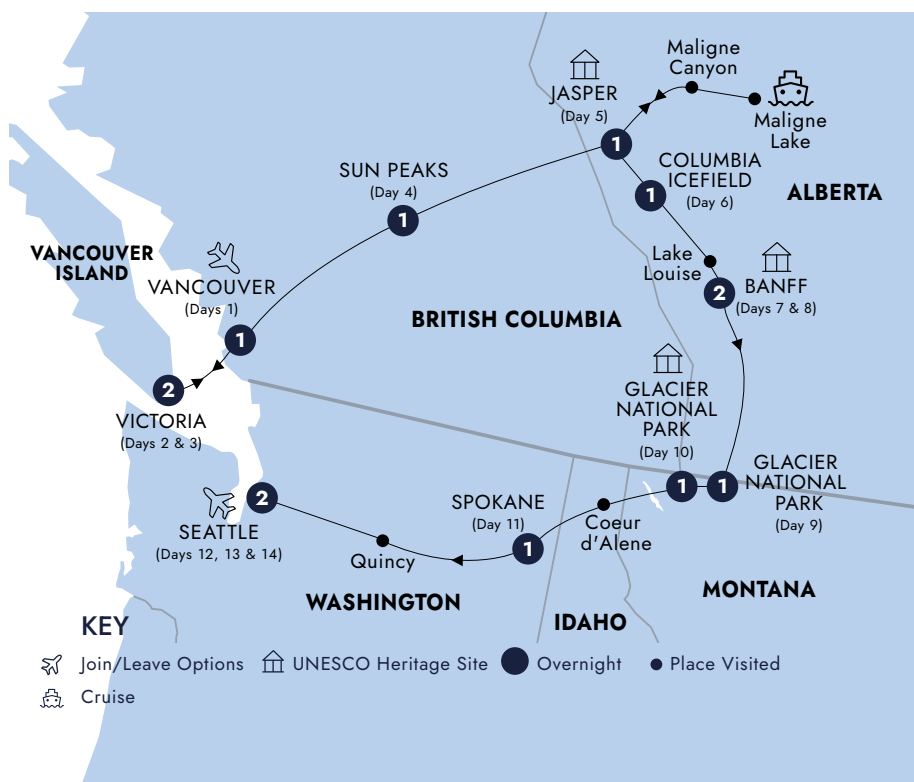 Maligne
Canyon
JASPER
(Day 5)
1
Maligne
Lake
COLUMBIA
ICEFIELD
(Day 6)
1
ALBERTA
SUN PEAKS
(Day 4)
1
VANCOUVER
ISLAND
VANCOUVER
(Days 1)
1
Lake
Louise
2
BANFF
(Days 7 & 8)
BRITISH COLUMBIA
2
VICTORIA
(Days 2 & 3)
GLACIER
NATIONAL
PARK
(Day 10)
1
1
GLACIER
NATIONAL
PARK
(Day 9)
2
SEATTLE
(Days 12, 13 & 14)
SPOKANE
(Day 11)
1
Coeur
d'Alene
Quincy
WASHINGTON
IDAHO
MONTANA
KEY
Join/Leave Options
UNESCO Heritage Site
Overnight
Place Visited
Cruise